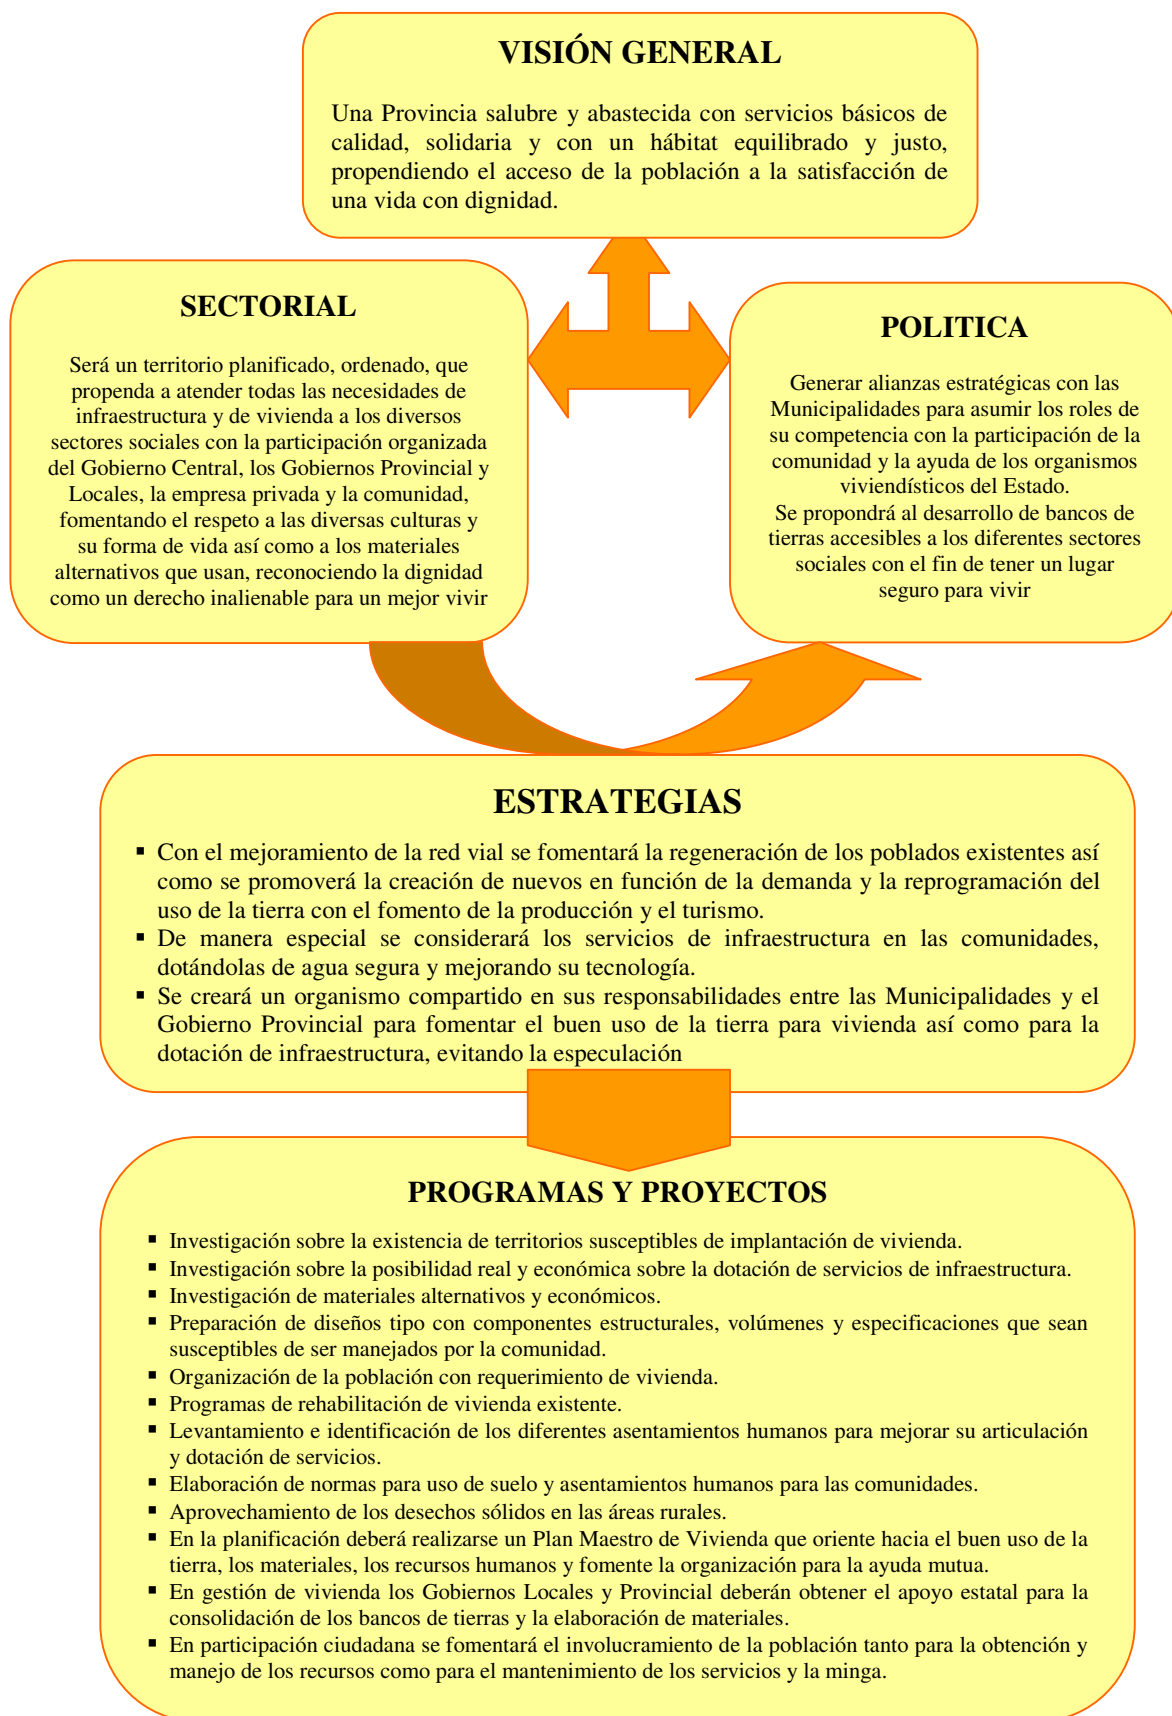 VISIÓN GENERAL
Una Provincia salubre y abastecida con servicios básicos de
calidad, solidaria y con un hábitat equilibrado y justo,
propendiendo el acceso de la población a la satisfacción de
una vida con dignidad.
SECTORIAL
Será un territorio planificado, ordenado, que
propenda a atender todas las necesidades de
infraestructura y de vivienda a los diversos
sectores sociales con la participación organizada
del Gobierno Central, los Gobiernos Provincial y
Locales, la empresa privada y la comunidad,
fomentando el respeto a las diversas culturas y
su forma de vida así como a los materiales
alternativos que usan, reconociendo la dignidad
como un derecho inalienable para un mejor vivir
POLITICA
Generar alianzas estratégicas con las
Municipalidades para asumir los roles de
su competencia con la participación de la
comunidad y la ayuda de los organismos
viviendísticos del Estado.
Se propondrá al desarrollo de bancos de
tierras accesibles a los diferentes sectores
sociales con el fin de tener un lugar
seguro para vivir
ESTRATEGIAS
▪ Con el mejoramiento de la red vial se fomentará la regeneración de los poblados existentes así
como se promoverá la creación de nuevos en función de la demanda y la reprogramación del
uso de la tierra con el fomento de la producción y el turismo.
▪ De manera especial se considerará los servicios de infraestructura en las comunidades,
dotándolas de agua segura y mejorando su tecnología.
▪ Se creará un organismo compartido en sus responsabilidades entre las Municipalidades y el
Gobierno Provincial para fomentar el buen uso de la tierra para vivienda así como para la
dotación de infraestructura, evitando la especulación
PROGRAMAS Y PROYECTOS
▪ Investigación sobre la existencia de territorios susceptibles de implantación de vivienda.
▪ Investigación sobre la posibilidad real y económica sobre la dotación de servicios de infraestructura.
▪ Investigación de materiales alternativos y económicos.
▪ Preparación de diseños tipo con componentes estructurales, volúmenes y especificaciones que sean
susceptibles de ser manejados por la comunidad.
▪ Organización de la población con requerimiento de vivienda.
▪ Programas de rehabilitación de vivienda existente.
▪ Levantamiento e identificación de los diferentes asentamientos humanos para mejorar su articulación
y dotación de servicios.
▪ Elaboración de normas para uso de suelo y asentamientos humanos para las comunidades.
▪ Aprovechamiento de los desechos sólidos en las áreas rurales.
▪ En la planificación deberá realizarse un Plan Maestro de Vivienda que oriente hacia el buen uso de la
tierra, los materiales, los recursos humanos y fomente la organización para la ayuda mutua.
▪ En gestión de vivienda los Gobiernos Locales y Provincial deberán obtener el apoyo estatal para la
consolidación de los bancos de tierras y la elaboración de materiales.
▪ En participación ciudadana se fomentará el involucramiento de la población tanto para la obtención y
manejo de los recursos como para el mantenimiento de los servicios y la minga.